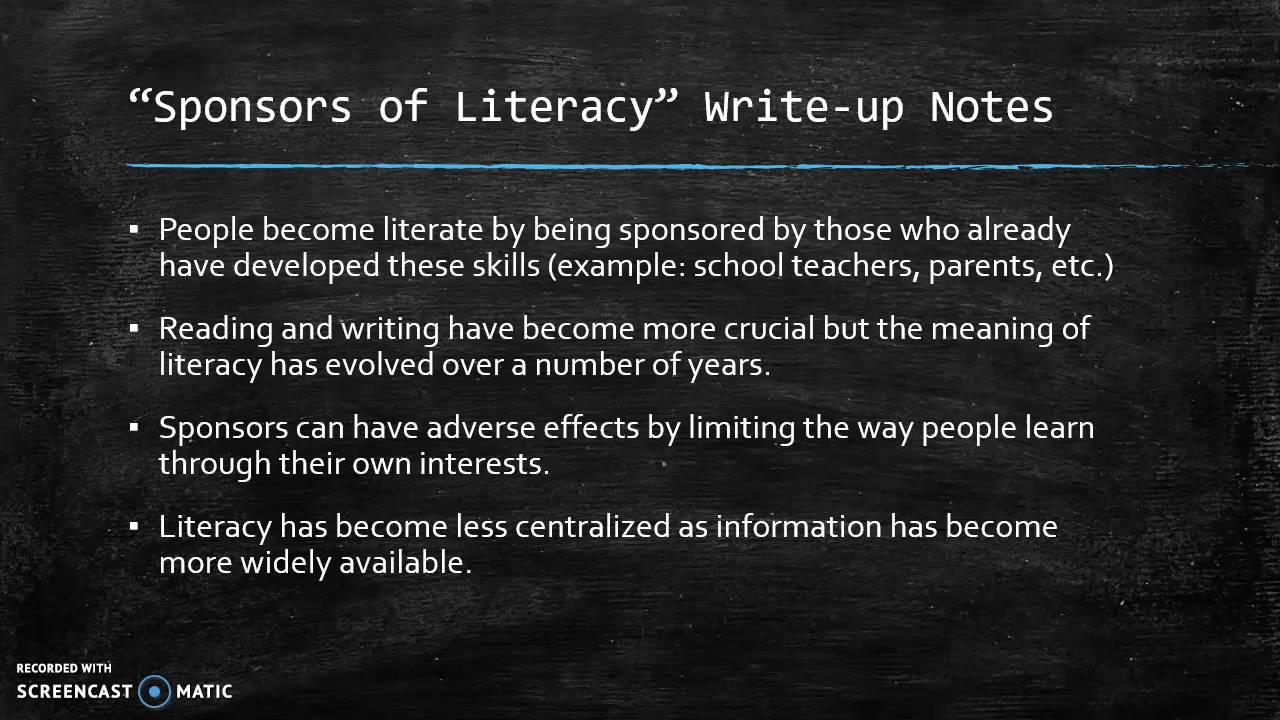 “Sponsors of Literacy” Write-up Notes
▪ People become literate by being sponsored by those who already
have developed these skills (example: school teachers, parents, etc.)
▪ Reading and writing have become more crucial but the meaning of
literacy has evolved over a number of years.
▪ Sponsors can have adverse effects by limiting the way people learn
through their own interests.
▪ Literacy has become less centralized as information has become
more widely available.
RECORDED WITH
SCREENCAST MATIC